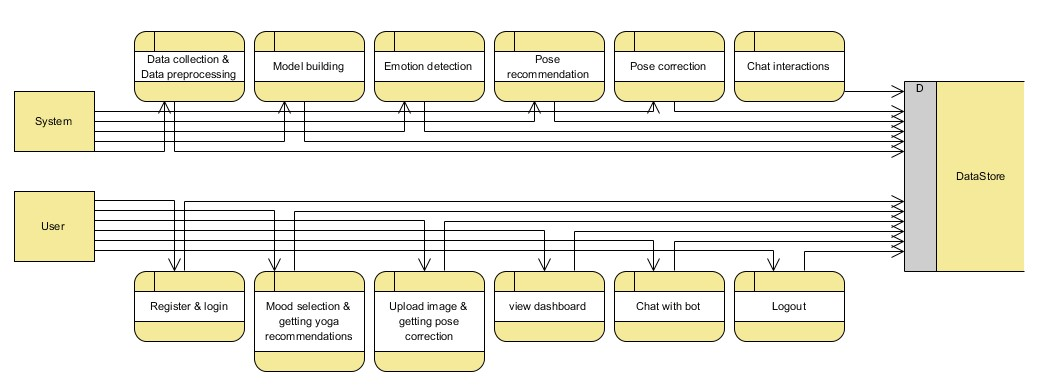 Data collection &
Data preprocessing
Model building
Emotion detection
Pose
recommendation
Pose correction
Chat interactions
D
System
DataStore
User
Register & login
Mood selection &
getting yoga
recommendations
Upload image &
getting pose
correction
view dashboard
Chat with bot
Logout